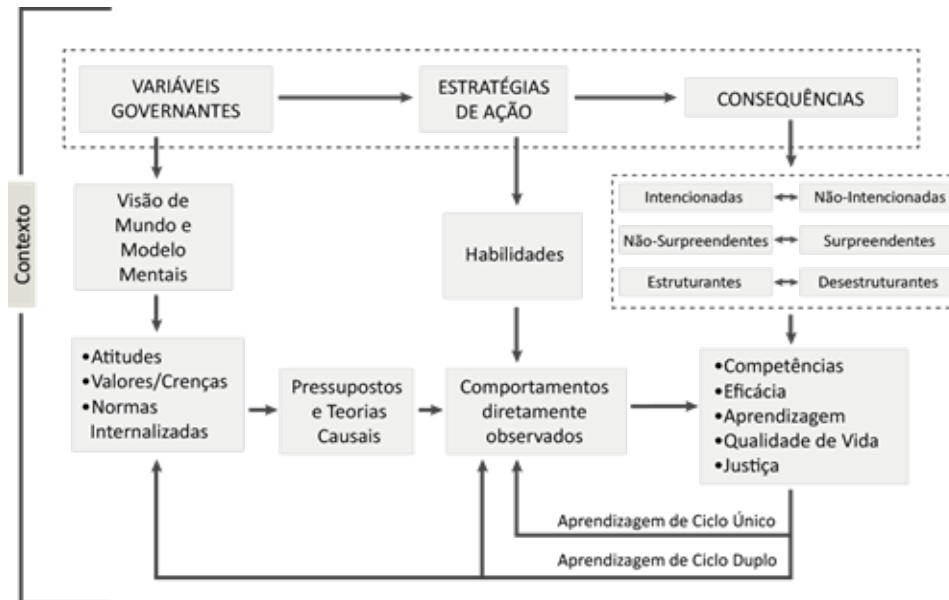 VARIÁVEIS
GOVERNANTES
ESTRATÉGIAS
DE AÇÃO
CONSEQUÊNCIAS
Contexto
Visão de
Mundo e
Modelo
Mentais
Habilidades
Intencionadas
Não-Intencionadas
Não-Surpreendentes
Surpreendentes
Estruturantes
Desestruturantes
•Atitudes
•Valores/Crenças
•Normas
Internalizadas
Pressupostos
e Teorias
Causais
Comportamentos
diretamente
observados
•Competências
•Eficácia
•Aprendizagem
•Qualidade de Vida
•Justiça
Aprendizagem de Ciclo Único
Aprendizagem de Ciclo Duplo